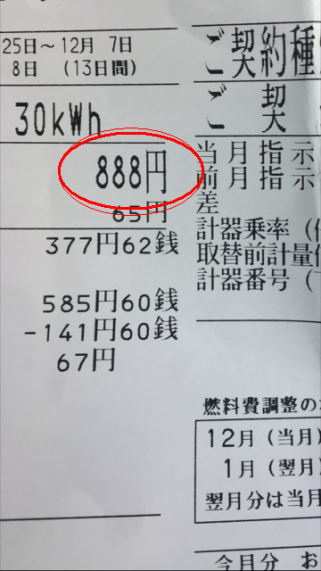 25日～12月 7日
8日 (13日間)
30kWh
888円
65円
377円62銭
585円60銭
-141円60銭
67円
ご契約種
ご 契
当月指示
前月指示
差
計器乗率 (
取替前計量
計器番号 (
燃料費調整の
12月 (当月)
1月 (翌月)
翌月分は当月
今月分 お